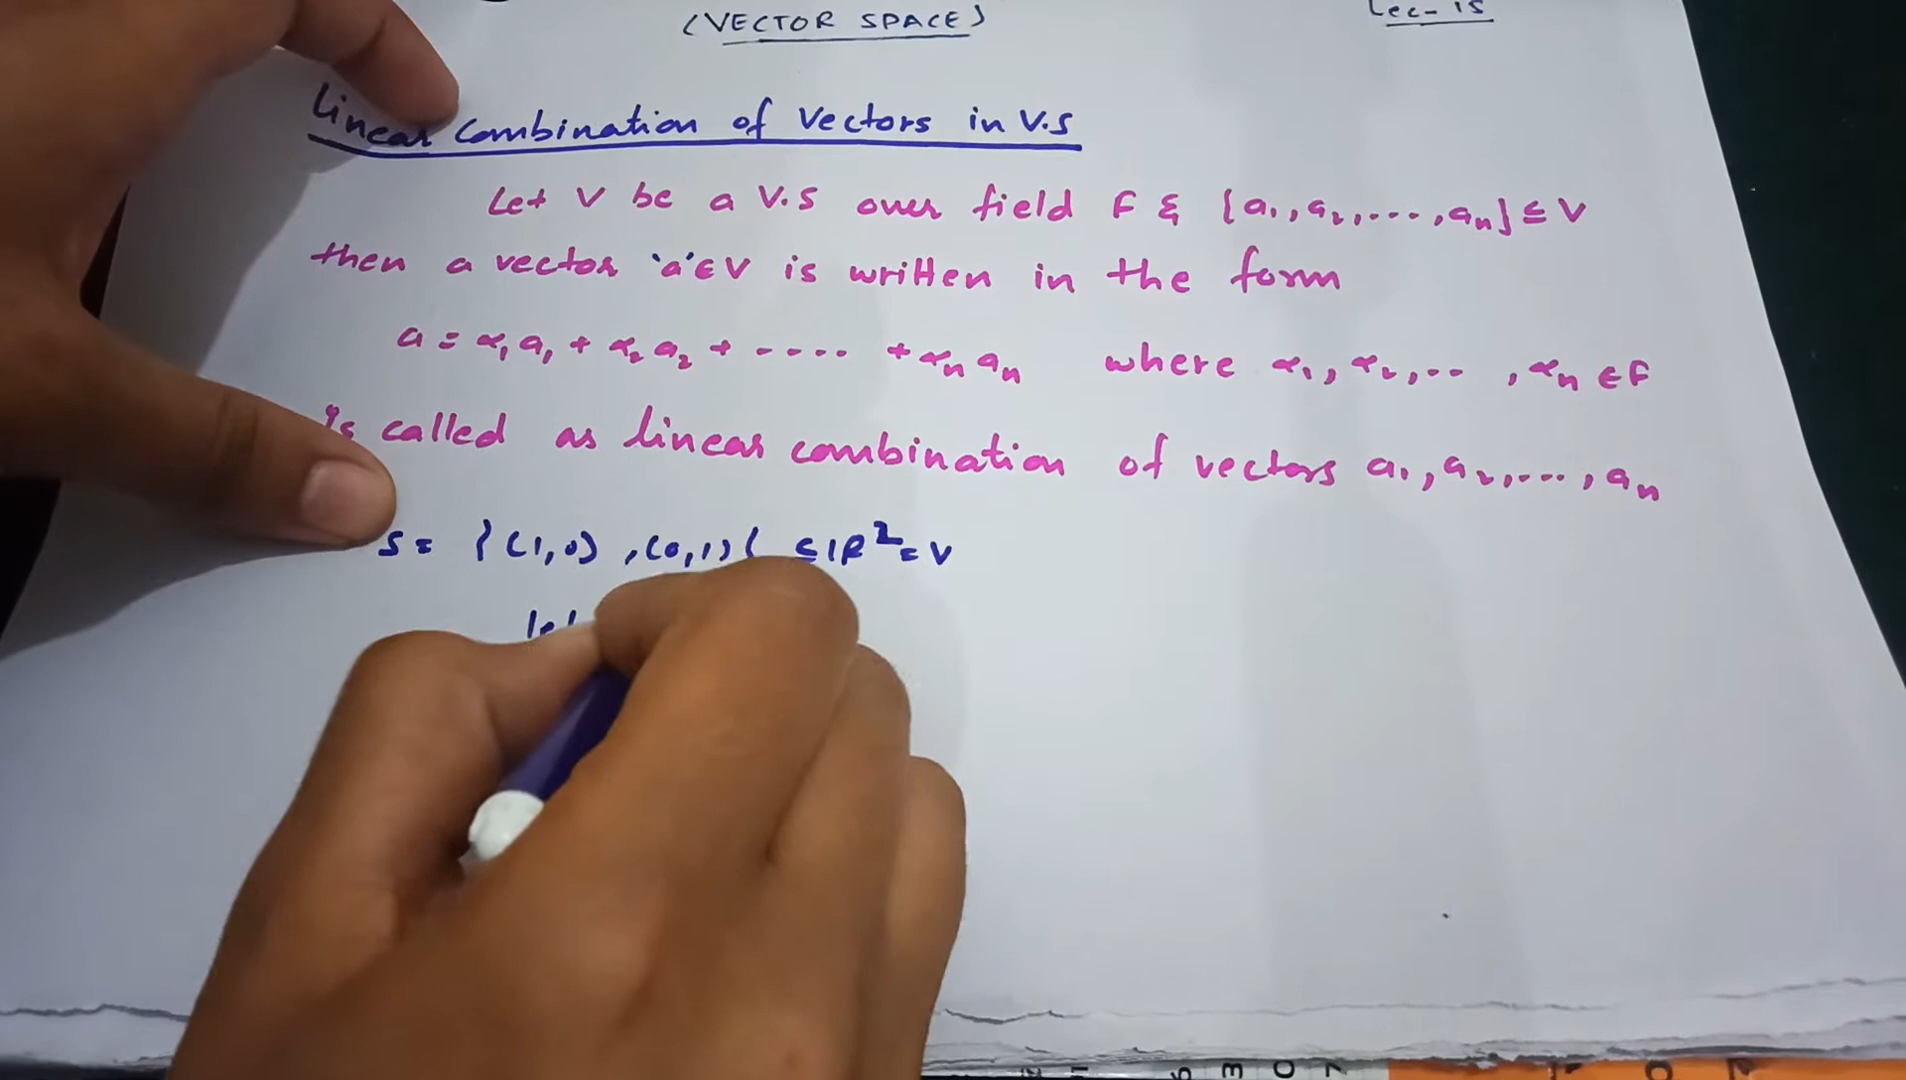 (VECTOR SPACE)
Lec-15
Linear Combination of Vectors in V.S
Let V be a V.S over field F & {a₁,a₂,....,aₙ}⊆V
then a vector 'a'∈V is written in the form
a = α₁a₁ + α₂a₂ + .... + αₙaₙ where α₁,α₂,..,αₙ∈F
is called as linear combination of vectors a₁,a₂,...,aₙ
S = {(1,0),(0,1)} ⊆ IR² = V
let